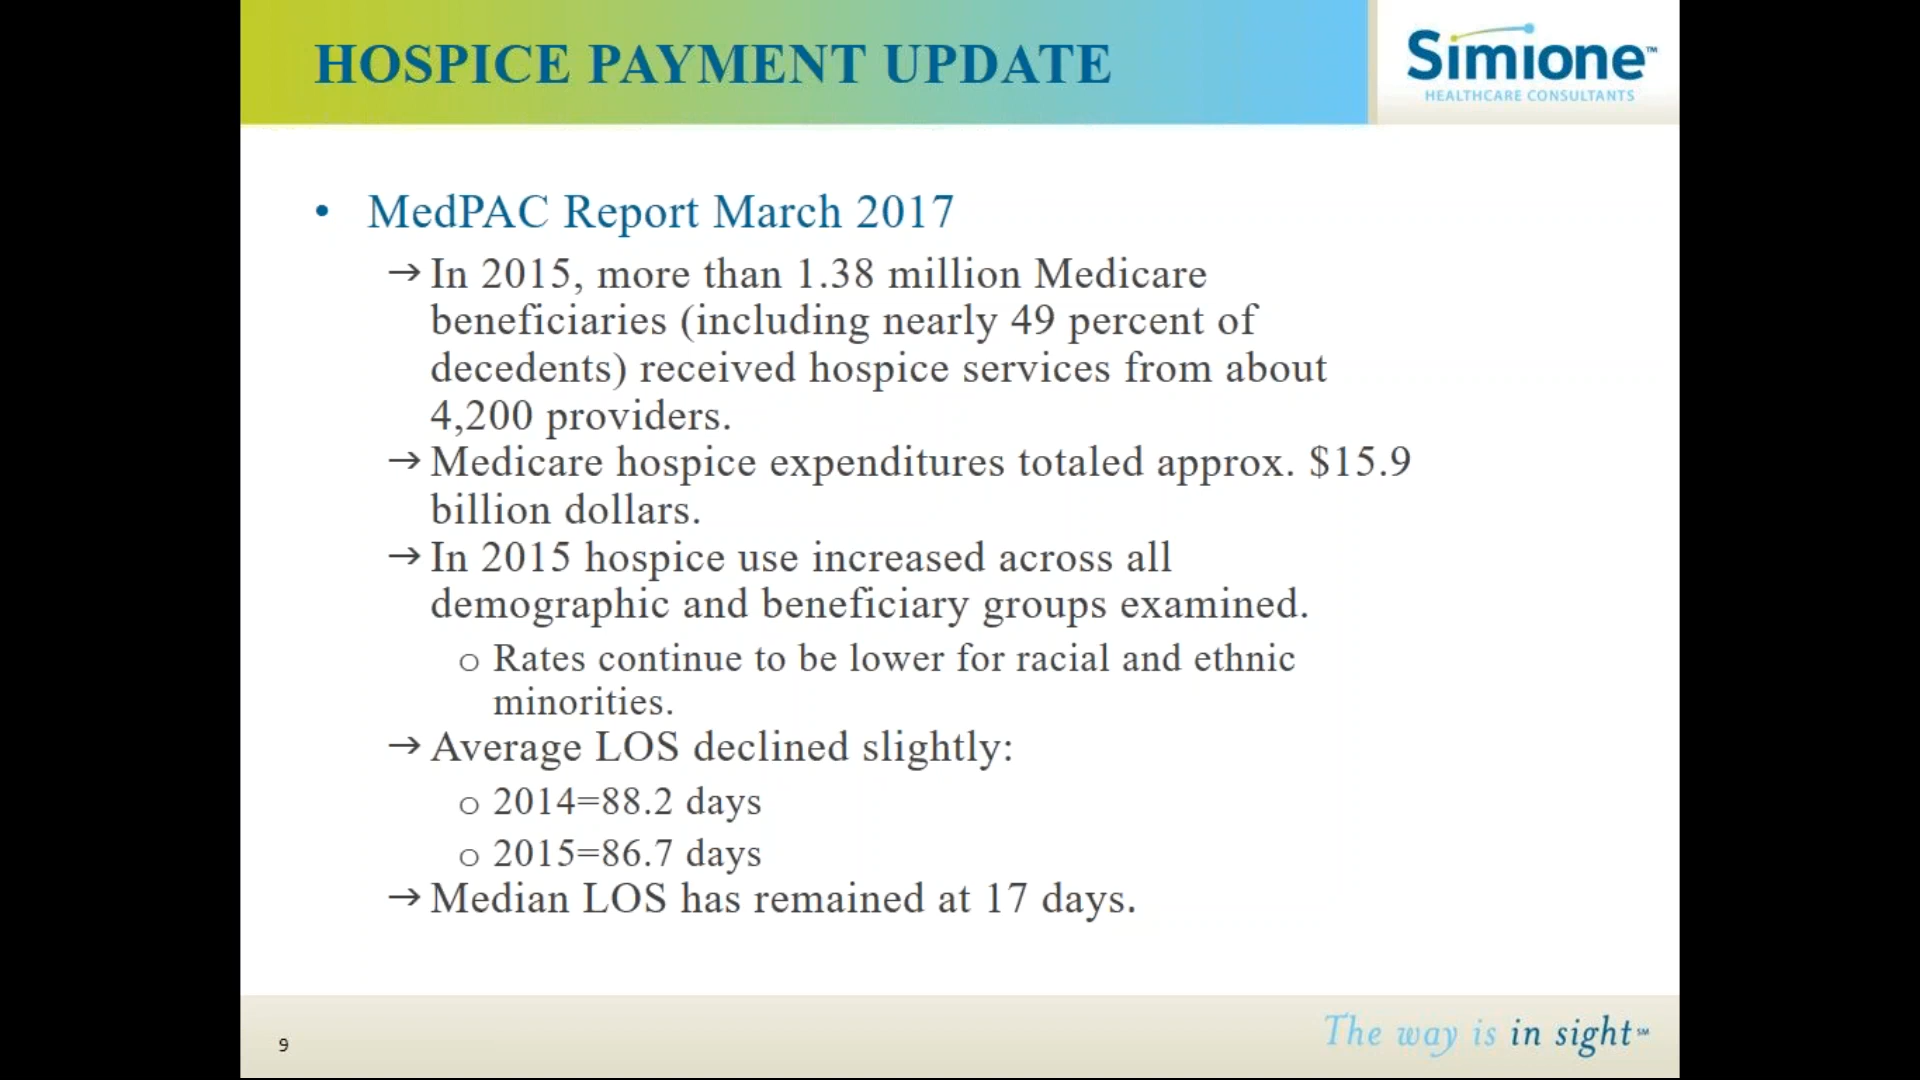 HOSPICE PAYMENT UPDATE
Simione™
HEALTHCARE CONSULTANTS
• MedPAC Report March 2017
→ In 2015, more than 1.38 million Medicare
beneficiaries (including nearly 49 percent of
decedents) received hospice services from about
4,200 providers.
→ Medicare hospice expenditures totaled approx. $15.9
billion dollars.
→ In 2015 hospice use increased across all
demographic and beneficiary groups examined.
o Rates continue to be lower for racial and ethnic
minorities.
→ Average LOS declined slightly:
o 2014=88.2 days
o 2015=86.7 days
→ Median LOS has remained at 17 days.
9
The way is in sight℠